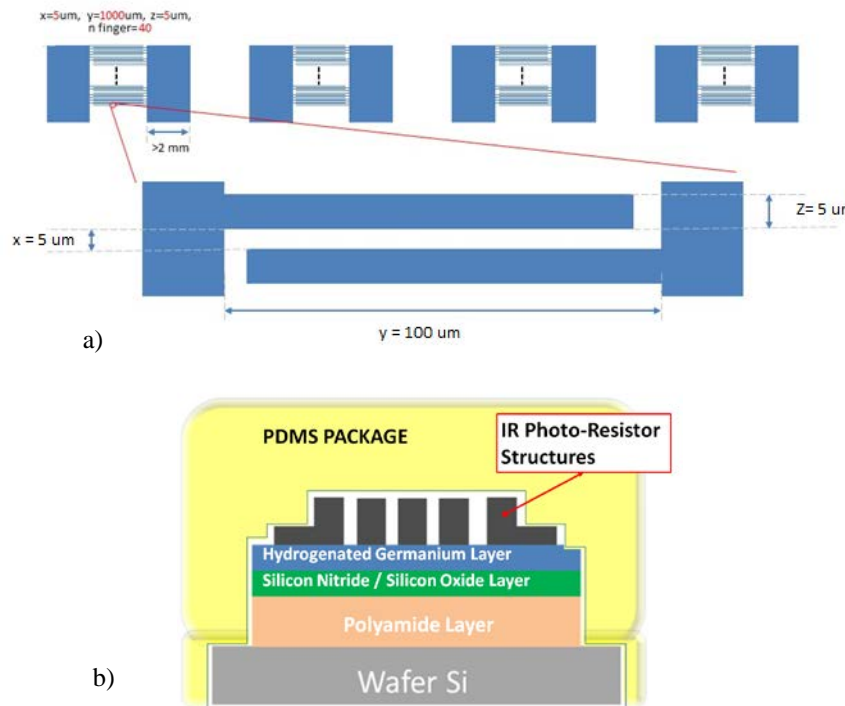 x=5um, y=1000um, z=5um,
n finger=40
>2 mm
Z= 5 um
x = 5 um
y = 100 um
a)
PDMS PACKAGE
IR Photo-Resistor
Structures
Hydrogenated Germanium Layer
Silicon Nitride / Silicon Oxide Layer
Polyamide Layer
Wafer Si
b)